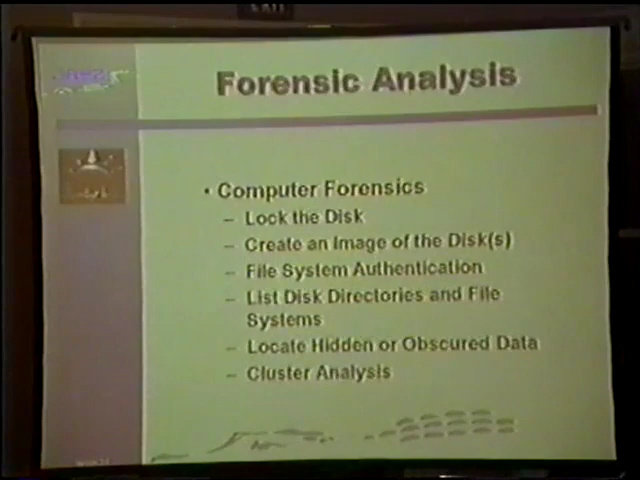 EXIT
Forensic Analysis
• Computer Forensics
– Lock the Disk
– Create an Image of the Disk(s)
– File System Authentication
– List Disk Directories and File
Systems
– Locate Hidden or Obscured Data
– Cluster Analysis